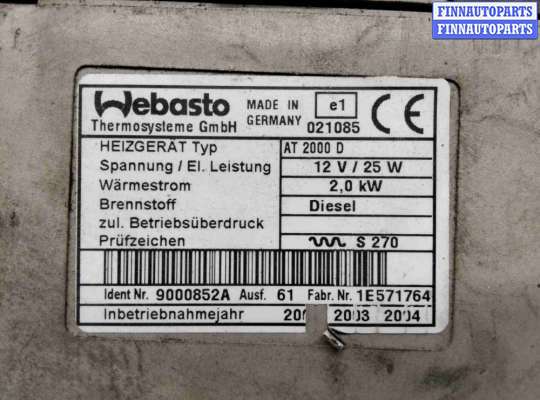 FINNAUTOPARTS
FINNAUTOPARTS
Webasto
Thermosysteme GmbH
MADE IN
GERMANY
e1
021085
CE
HEIZGERÄT Typ AT 2000 D
Spannung / El. Leistung 12 V / 25 W
Wärmestrom 2,0 kW
Brennstoff Diesel
zul. Betriebsüberdruck
Prüfzeichen S 270
Ident Nr. 9000852A Ausf. 61 Fabr. Nr. 1E571764
Inbetriebnahmejahr 2003 2004